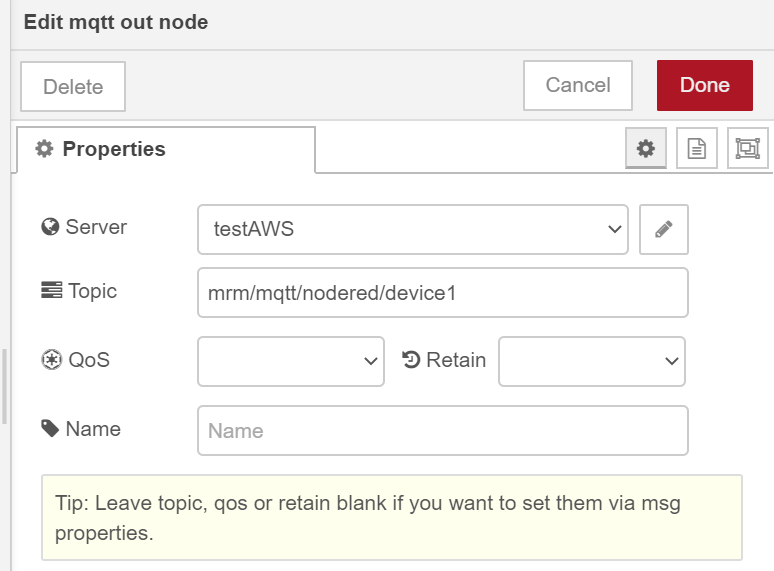 Edit mqtt out node
Delete
Cancel
Done
Properties
Server
testAWS
Topic
mrm/mqtt/nodered/device1
QoS
Retain
Name
Name
Tip: Leave topic, qos or retain blank if you want to set them via msg
properties.